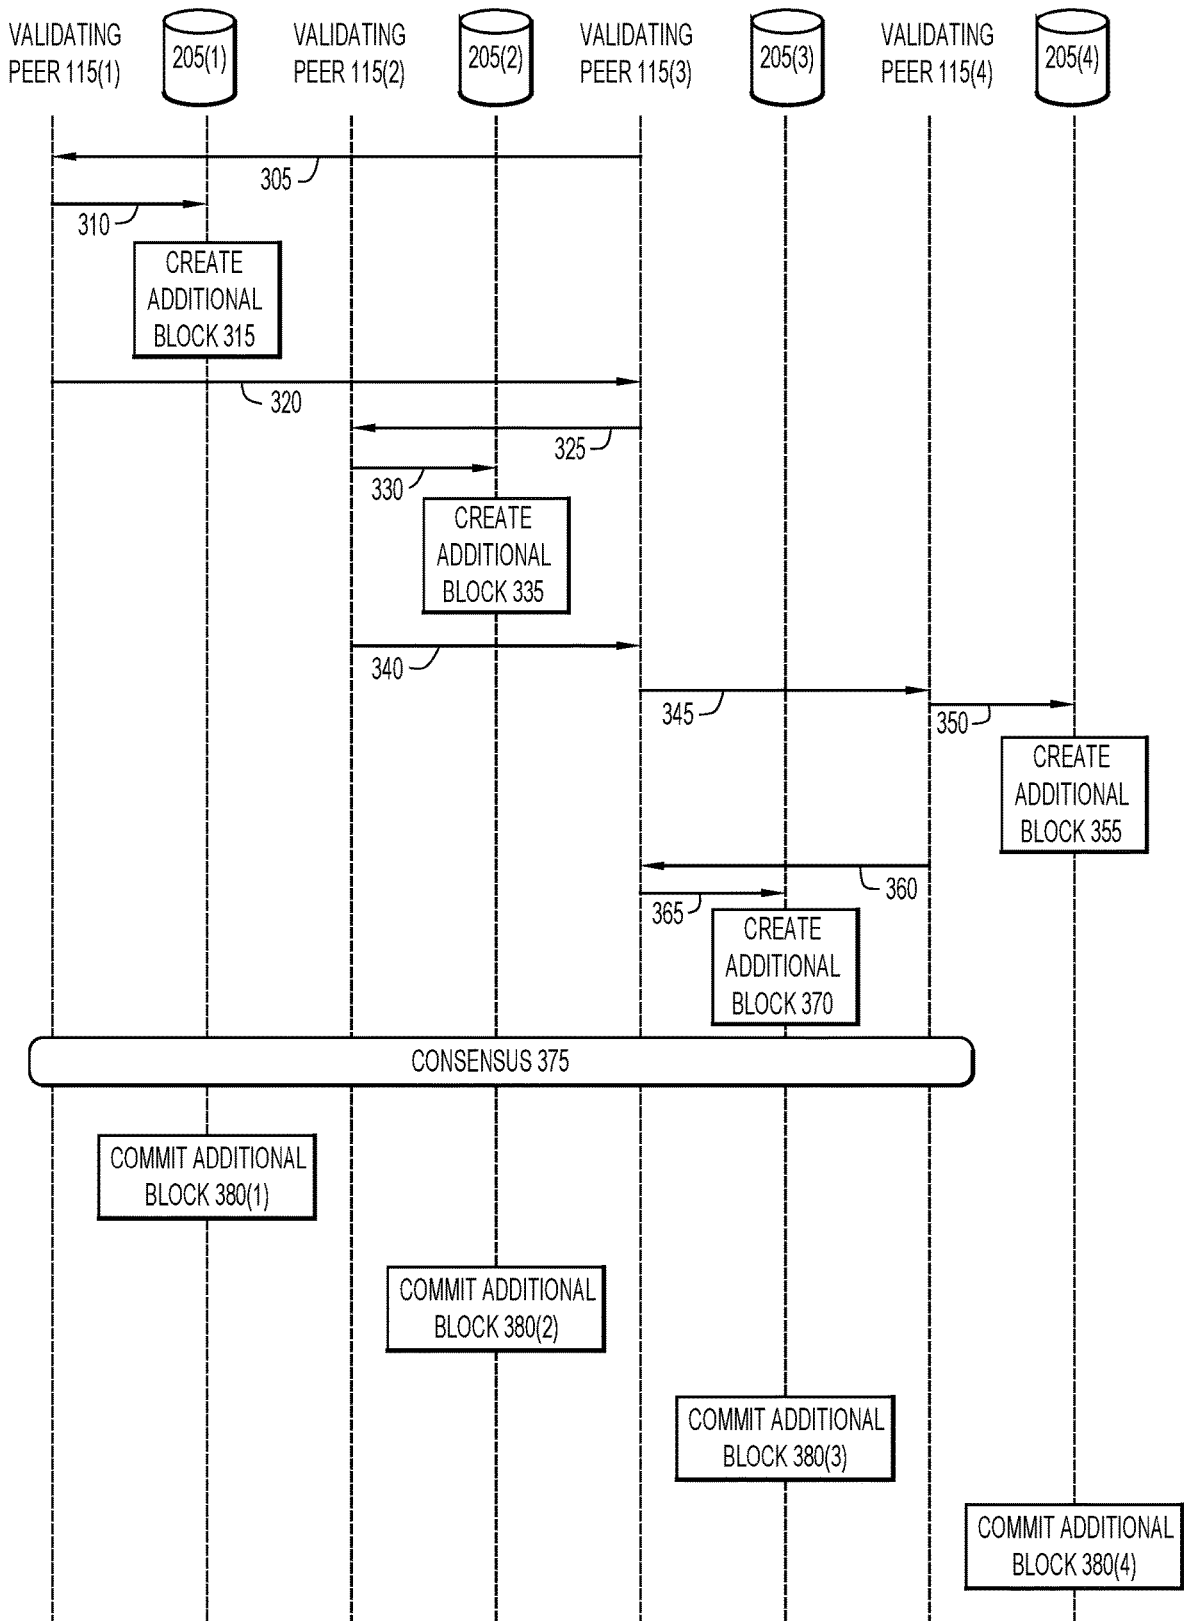 VALIDATING
PEER 115(1)
205(1)
VALIDATING
PEER 115(2)
205(2)
VALIDATING
PEER 115(3)
205(3)
VALIDATING
PEER 115(4)
205(4)
305
310
CREATE
ADDITIONAL
BLOCK 315
320
325
330
CREATE
ADDITIONAL
BLOCK 335
340
345
350
CREATE
ADDITIONAL
BLOCK 355
360
365
CREATE
ADDITIONAL
BLOCK 370
CONSENSUS 375
COMMIT ADDITIONAL
BLOCK 380(1)
COMMIT ADDITIONAL
BLOCK 380(2)
COMMIT ADDITIONAL
BLOCK 380(3)
COMMIT ADDITIONAL
BLOCK 380(4)